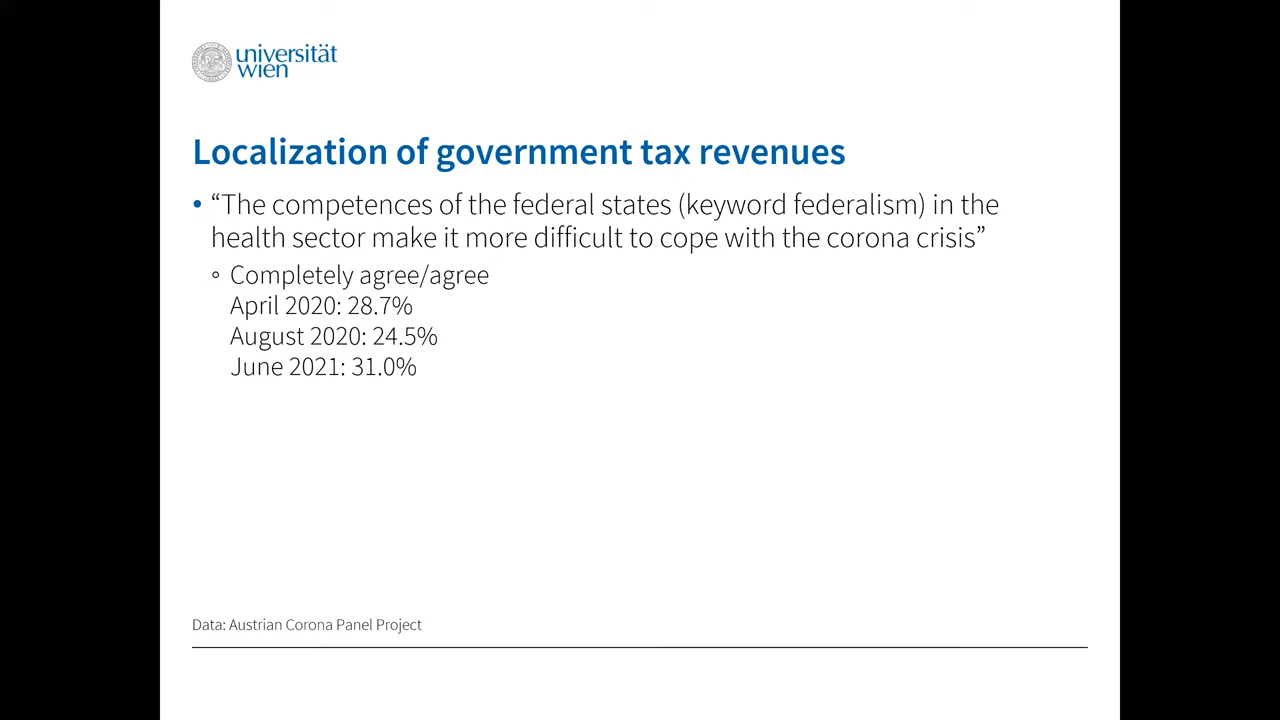 universität
wien
Localization of government tax revenues
• “The competences of the federal states (keyword federalism) in the
health sector make it more difficult to cope with the corona crisis”
◦ Completely agree/agree
April 2020: 28.7%
August 2020: 24.5%
June 2021: 31.0%
Data: Austrian Corona Panel Project